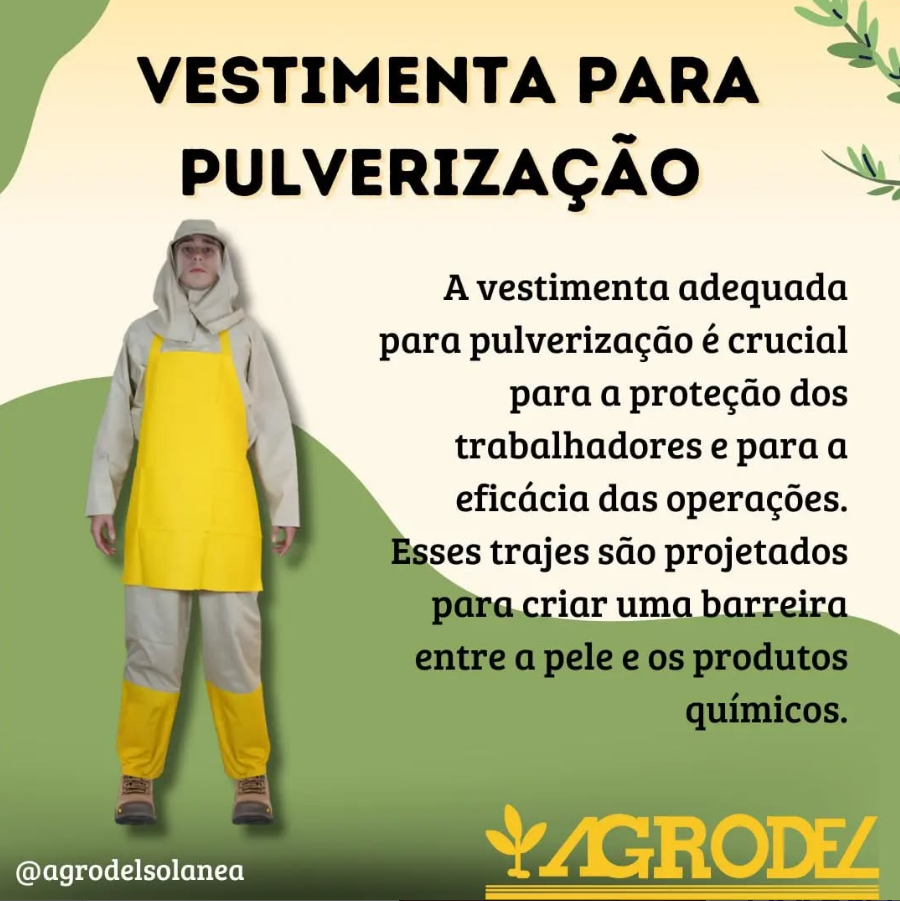 VESTIMENTA PARA
PULVERIZAÇÃO
A vestimenta adequada
para pulverização é crucial
para a proteção dos
trabalhadores e para a
eficácia das operações.
Esses trajes são projetados
para criar uma barreira
entre a pele e os produtos
químicos.
AGRODEL
@agrodelsolanea